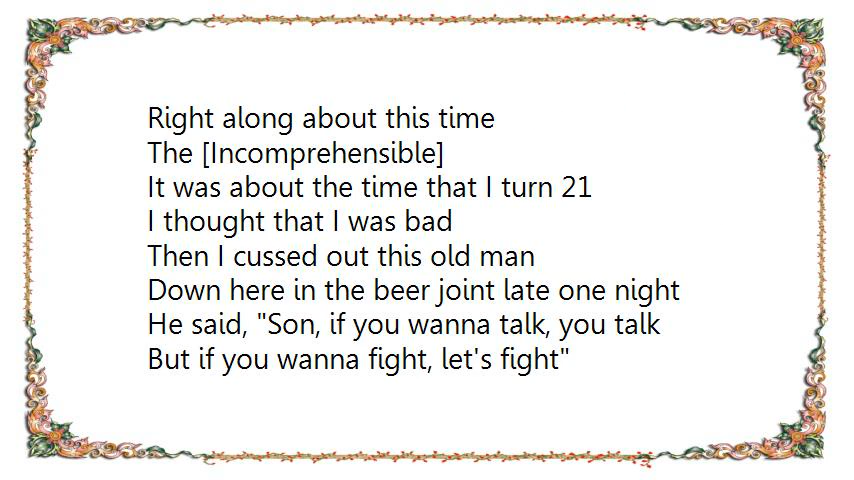 Right along about this time
The [Incomprehensible]
It was about the time that I turn 21
I thought that I was bad
Then I cussed out this old man
Down here in the beer joint late one night
He said, "Son, if you wanna talk, you talk
But if you wanna fight, let's fight"